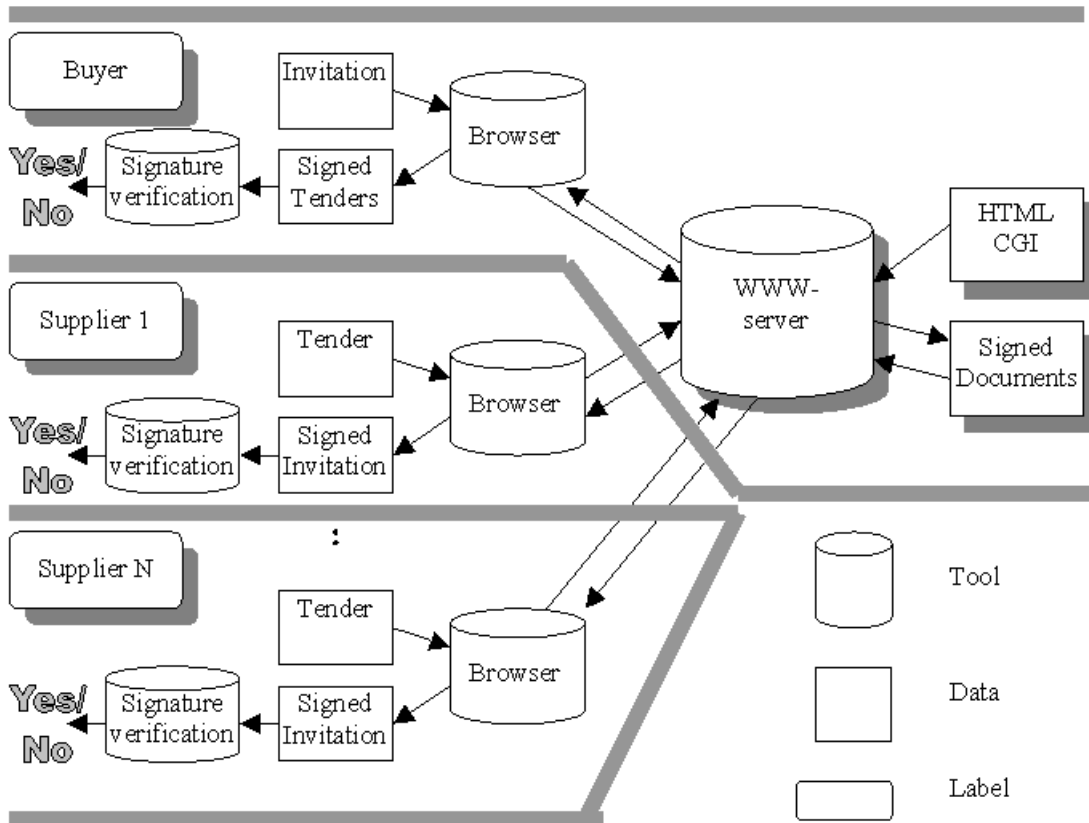 Buyer
Invitation
Browser
Yes/
No
Signature
verification
Signed
Tenders
HTML
CGI
WWW-
server
Signed
Documents
Supplier 1
Tender
Browser
Yes/
No
Signature
verification
Signed
Invitation
:
Supplier N
Tender
Browser
Yes/
No
Signature
verification
Signed
Invitation
Tool
Data
Label